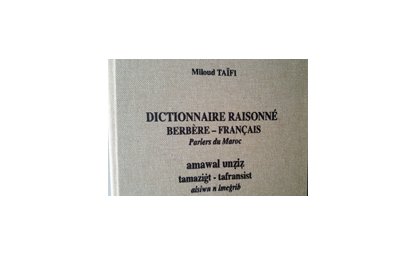 Miloud TAÏFI
DICTIONNAIRE RAISONNÉ
BERBÈRE – FRANÇAIS
Parlers du Maroc
amawal unẓiẓ
tamaziɣt - tafransist
alsiwn n lmeɣrib